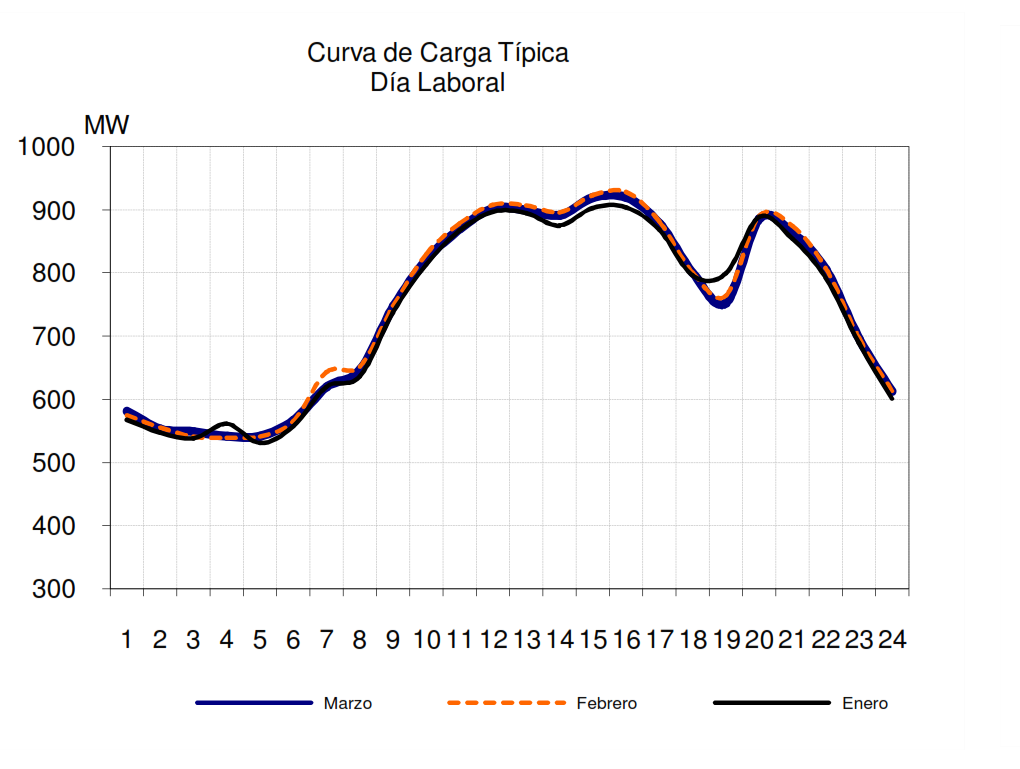 Curva de Carga Típica
Día Laboral
MW
1000
900
800
700
600
500
400
300
1 2 3 4 5 6 7 8 9 10 11 12 13 14 15 16 17 18 19 20 21 22 23 24
Marzo Febrero Enero